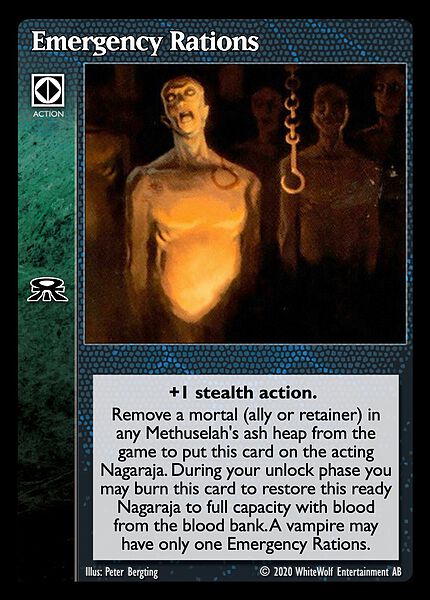 Emergency Rations
ACTION
+1 stealth action.
Remove a mortal (ally or retainer) in
any Methuselah's ash heap from the
game to put this card on the acting
Nagaraja. During your unlock phase you
may burn this card to restore this ready
Nagaraja to full capacity with blood
from the blood bank. A vampire may
have only one Emergency Rations.
Illus: Peter Bergting
© 2020 WhiteWolf Entertainment AB